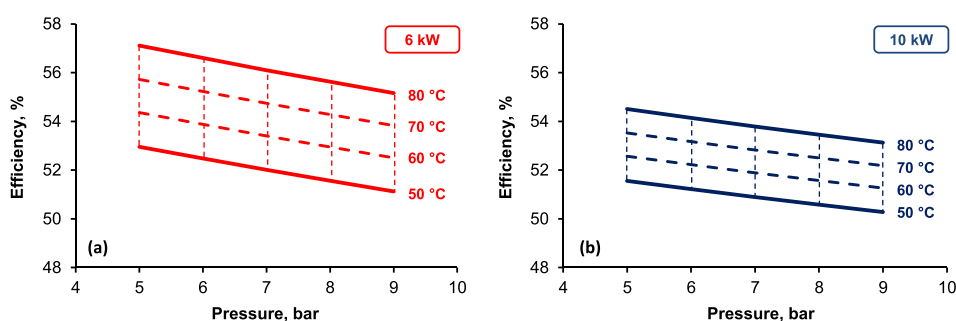 58
56
54
52
50
48
Efficiency, %
6 kW
80 °C
70 °C
60 °C
50 °C
(a)
4 5 6 7 8 9 10
Pressure, bar
58
56
54
52
50
48
Efficiency, %
10 kW
80 °C
70 °C
60 °C
50 °C
(b)
4 5 6 7 8 9 10
Pressure, bar